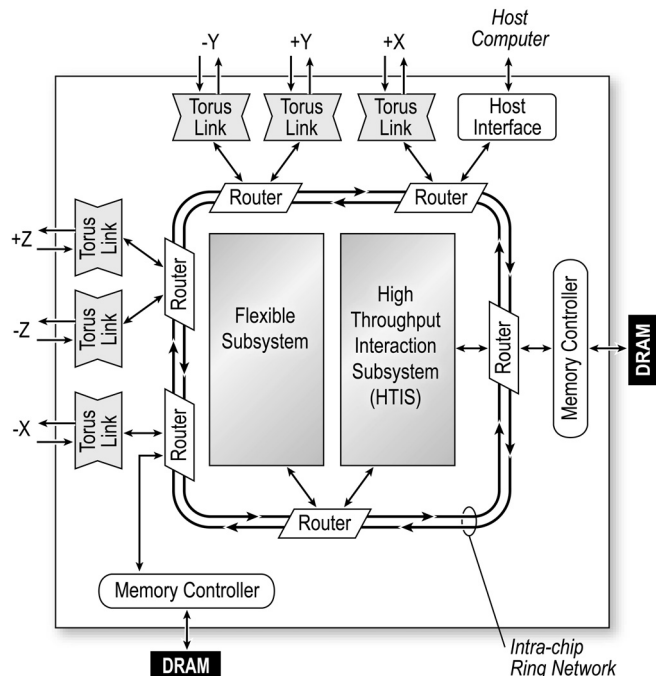 -Y
+Y
+X
Host
Computer
Torus
Link
Torus
Link
Torus
Link
Host
Interface
Router
Router
+Z
Torus
Link
Router
-Z
Torus
Link
-X
Torus
Link
Router
Flexible
Subsystem
High
Throughput
Interaction
Subsystem
(HTIS)
Router
Memory Controller
DRAM
Router
Memory Controller
DRAM
Intra-chip
Ring Network